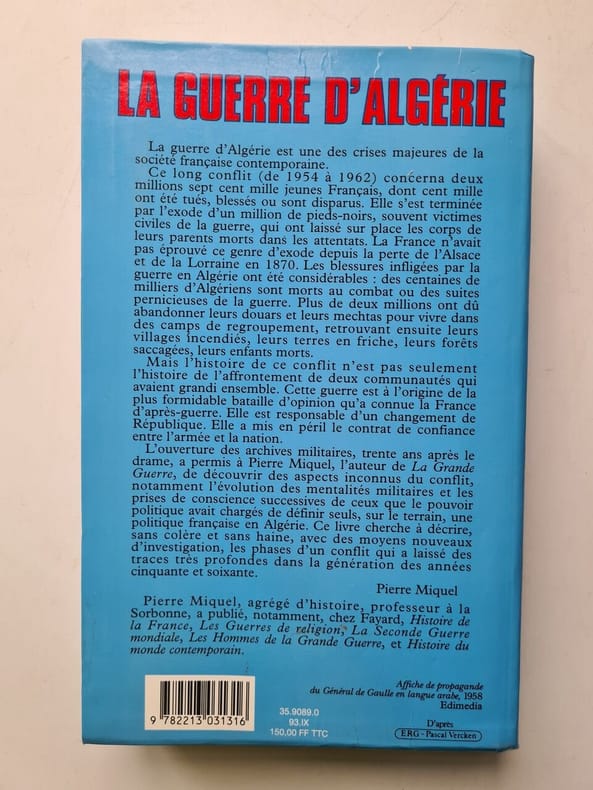 LA GUERRE D'ALGÉRIE
La guerre d'Algérie est une des crises majeures de la
société française contemporaine.
Ce long conflit (de 1954 à 1962) concerna deux
millions sept cent mille jeunes Français, dont cent mille
ont été tués, blessés ou sont disparus. Elle s'est terminée
par l'exode d'un million de pieds-noirs, souvent victimes
civiles de la guerre, qui ont laissé sur place les corps de
leurs parents morts dans les attentats. La France n'avait
pas éprouvé ce genre d'exode depuis la perte de l'Alsace
et de la Lorraine en 1870. Les blessures infligées par la
guerre en Algérie ont été considérables : des centaines de
milliers d'Algériens sont morts au combat ou des suites
pernicieuses de la guerre. Plus de deux millions ont dû
abandonner leurs douars et leurs mechtas pour vivre dans
des camps de regroupement, retrouvant ensuite leurs
villages incendiés, leurs terres en friche, leurs forêts
saccagées, leurs enfants morts.
Mais l'histoire de ce conflit n'est pas seulement
l'histoire de l'affrontement de deux communautés qui
avaient grandi ensemble. Cette guerre est à l'origine de la
plus formidable bataille d'opinion qu'a connue la France
d'après-guerre. Elle est responsable d'un changement de
République. Elle a mis en péril le contrat de confiance
entre l'armée et la nation.
L'ouverture des archives militaires, trente ans après le
drame, a permis à Pierre Miquel, l'auteur de La Grande
Guerre, de découvrir des aspects inconnus du conflit,
notamment l'évolution des mentalités militaires et les
prises de conscience successives de ceux que le pouvoir
politique avait chargés de définir seuls, sur le terrain, une
politique française en Algérie. Ce livre cherche à décrire,
sans colère et sans haine, avec des moyens nouveaux
d'investigation, les phases d'un conflit qui a laissé des
traces très profondes dans la génération des années
cinquante et soixante.
Pierre Miquel
Pierre Miquel, agrégé d'histoire, professeur à la
Sorbonne, a publié, notamment, chez Fayard, Histoire de
la France, Les Guerres de religion, La Seconde Guerre
mondiale, Les Hommes de la Grande Guerre, et Histoire du
monde contemporain.
Affiche de propagande
du Général de Gaulle en langue arabe, 1958
Edimedia
D'après
ERG - Pascal Vercken
35.9089.0
93.IX
150,00 FF TTC
9 782213 031316